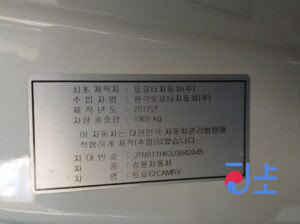 최초 제작자 : 토요타자동차(주)
수 입 자 명 : 한국토요타자동차(주)
제 작 년 도 : 2017년
차량 총중량 : 1905 kg
이 자동차는 대한민국 자동차관리법령에
적합하게 제작(수입)되었습니다.
차 대 번 호 : JTNB11HK3J3042045
차 종 : 승용자동차
차 명 : 토요타CAMRY